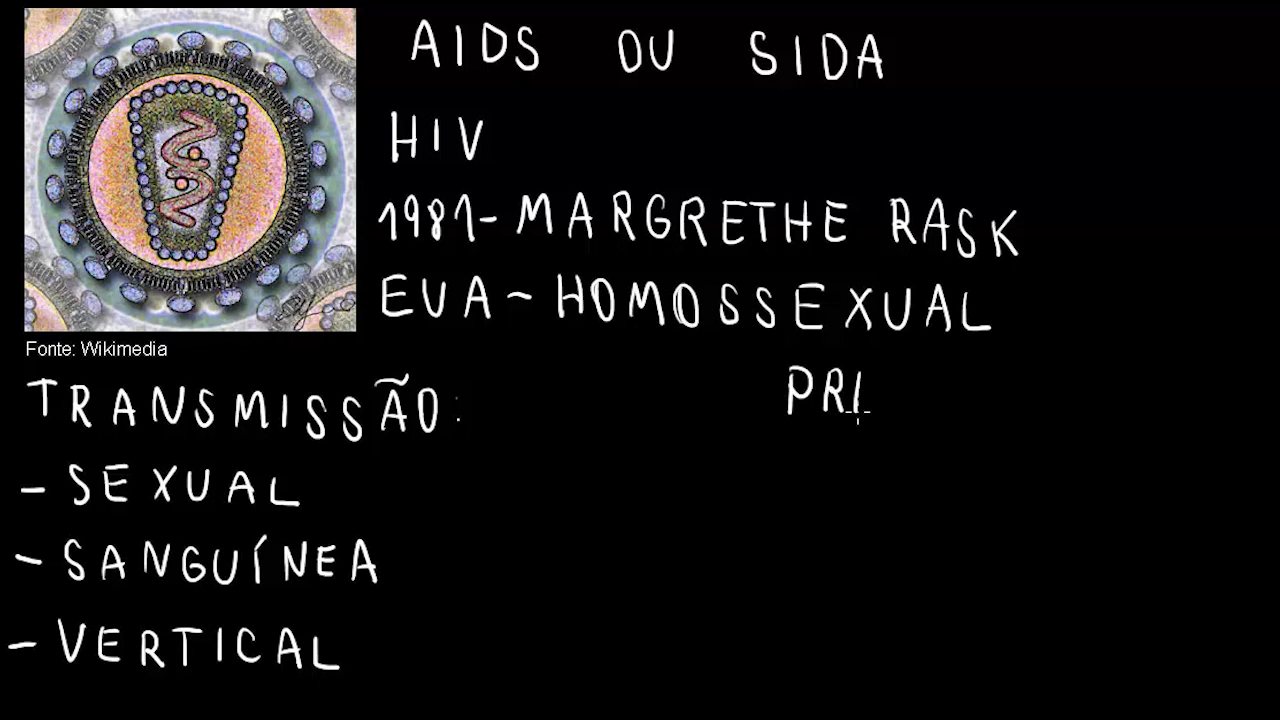 AIDS OU SIDA
HIV
1981-MARGRETHE RASK
EUA-HOMOSSEXUAL
Fonte: Wikimedia
TRANSMISSÃO:
- SEXUAL
- SANGUÍNEA
- VERTICAL
PRI